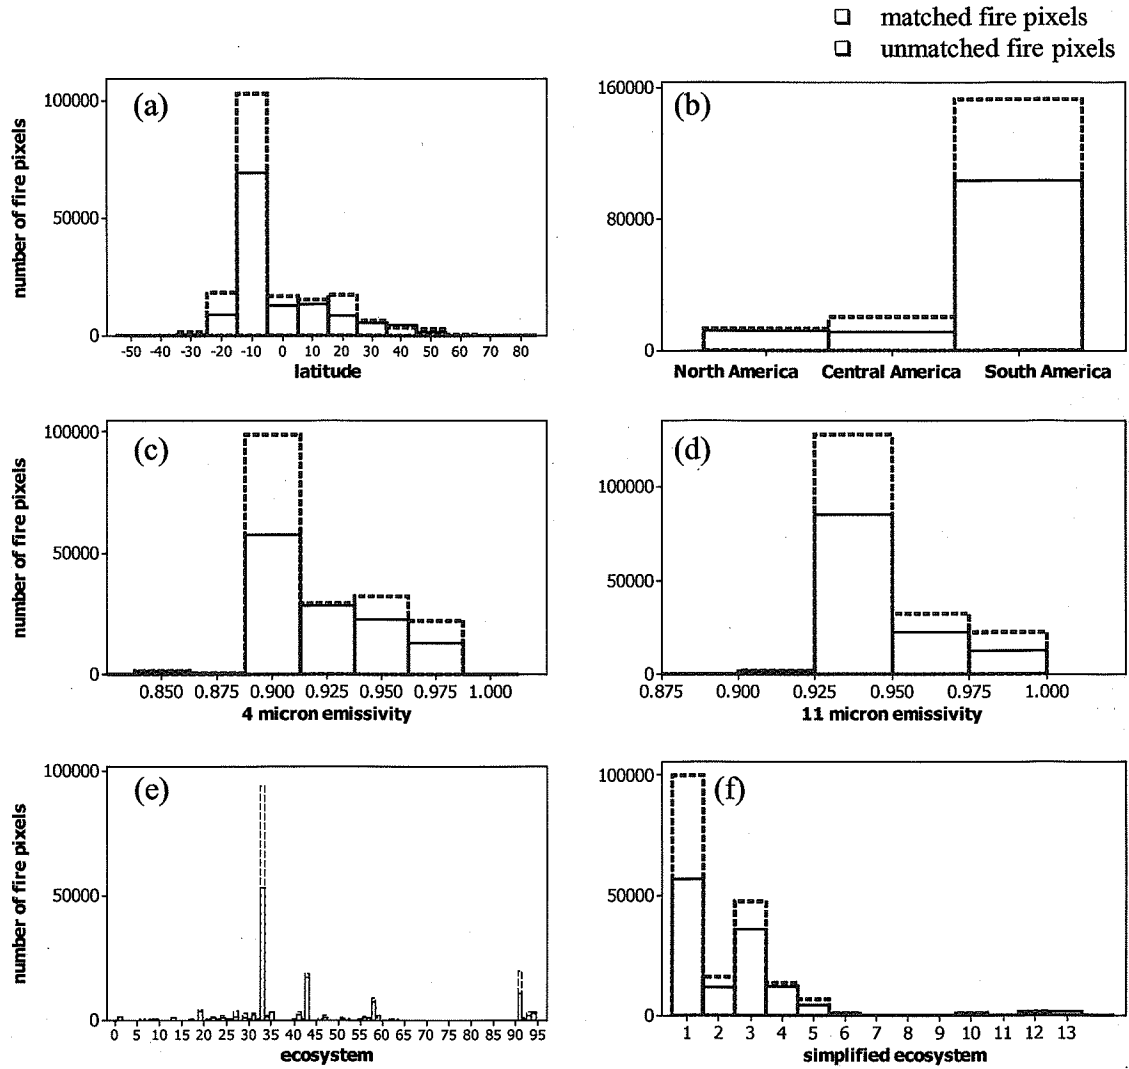 matched fire pixels
unmatched fire pixels
(a)
number of fire pixels
100000
50000
0
-50 -40 -30 -20 -10 0 10 20 30 40 50 60 70 80
latitude
(b)
160000
80000
0
North America Central America South America
(c)
number of fire pixels
100000
50000
0
0.850 0.875 0.900 0.925 0.950 0.975 1.000
4 micron emissivity
(d)
100000
50000
0
0.875 0.900 0.925 0.950 0.975 1.000
11 micron emissivity
(e)
number of fire pixels
100000
50000
0
0 5 10 15 20 25 30 35 40 45 50 55 60 65 70 75 80 85 90 95
ecosystem
(f)
100000
50000
0
1 2 3 4 5 6 7 8 9 10 11 12 13
simplified ecosystem